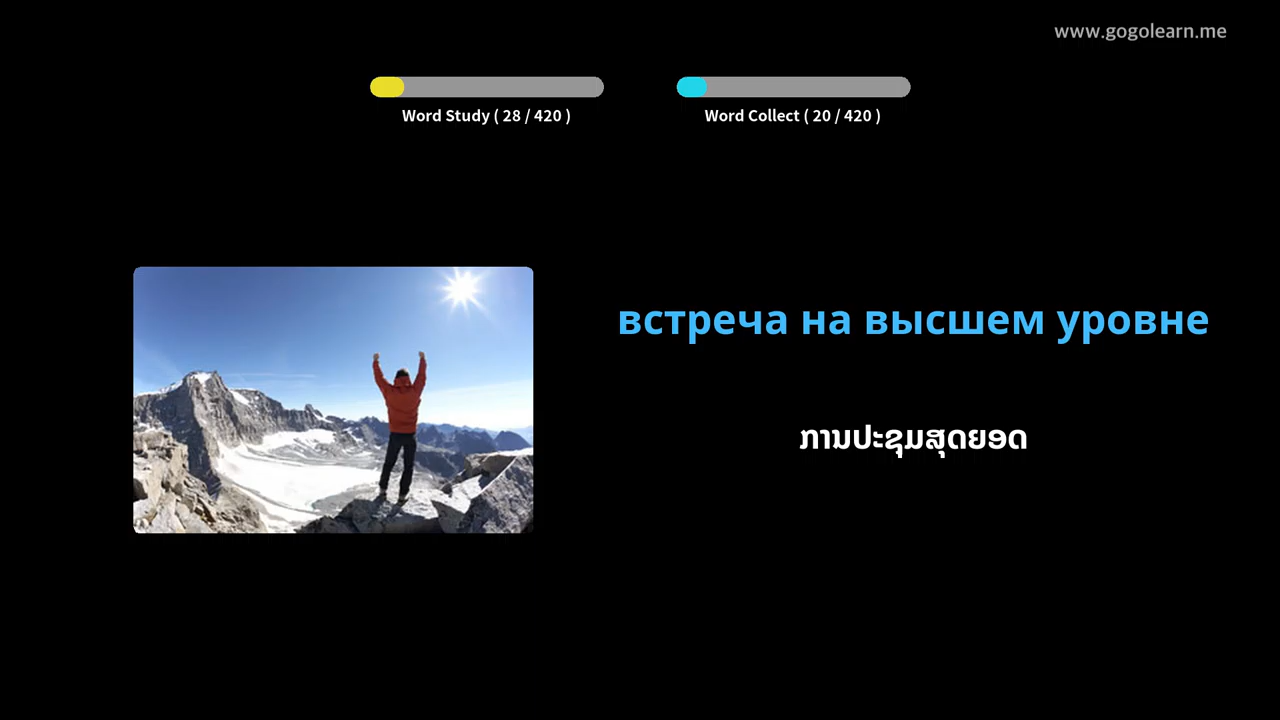 www.gogolearn.me
Word Study ( 28 / 420 )
Word Collect ( 20 / 420 )
встреча на высшем уровне
ການປະຊຸມສຸດຍອດ